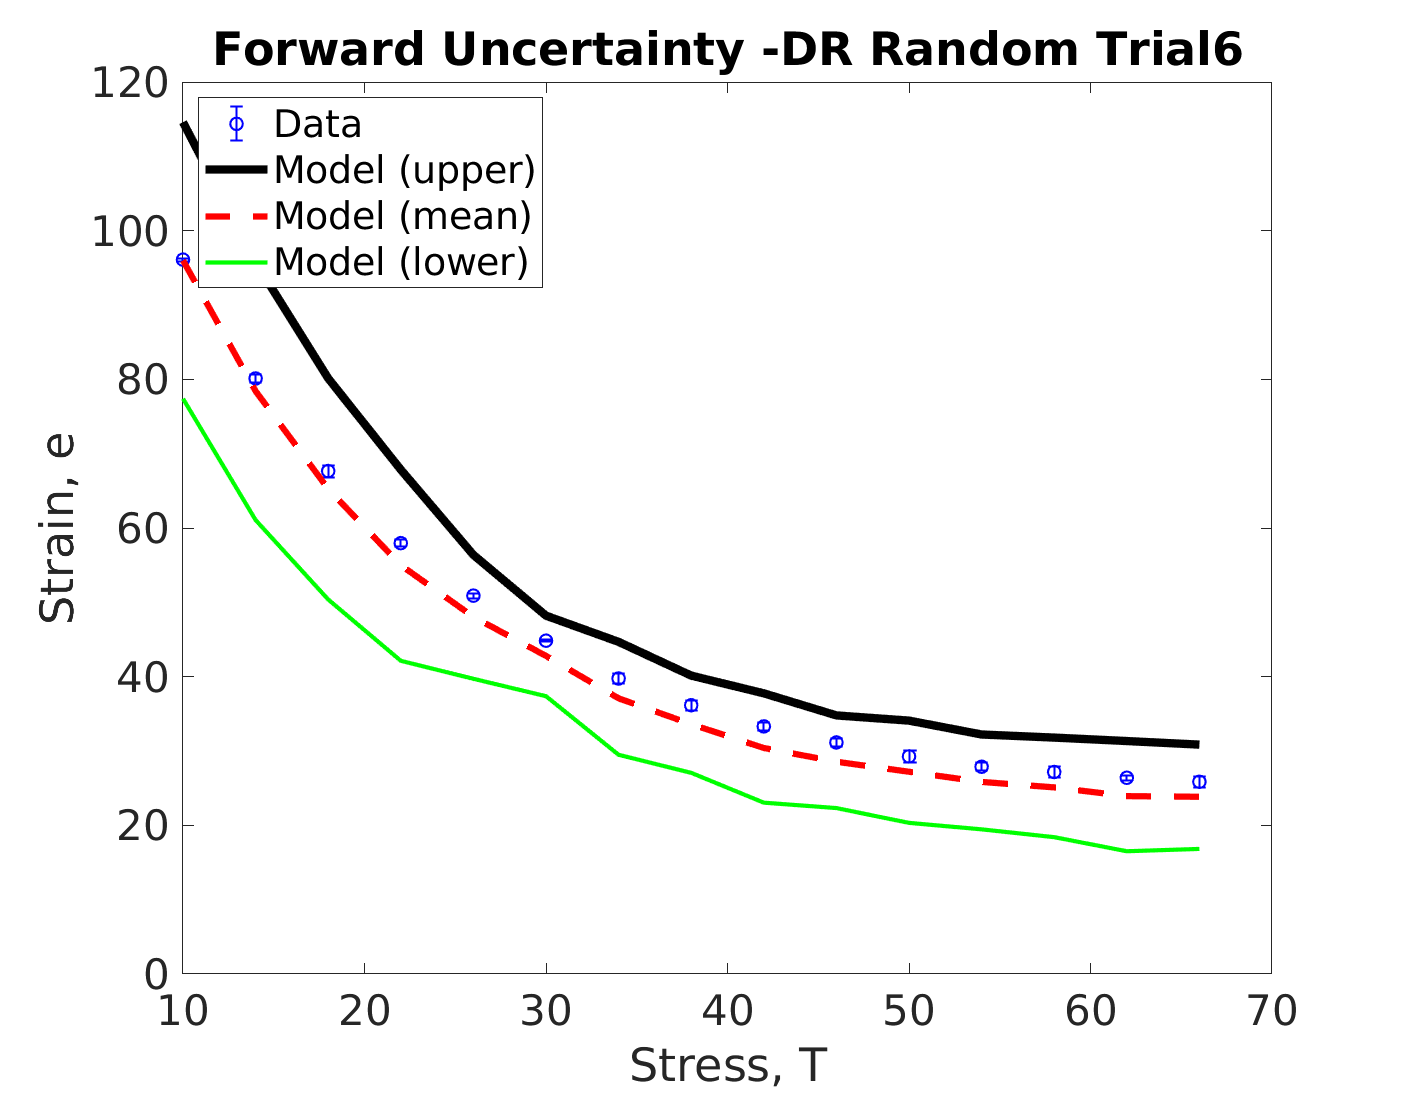 Forward Uncertainty -DR Random Trial6
120
100
80
60
40
20
0
Strain, e
Data
Model (upper)
Model (mean)
Model (lower)
10 20 30 40 50 60 70
Stress, T